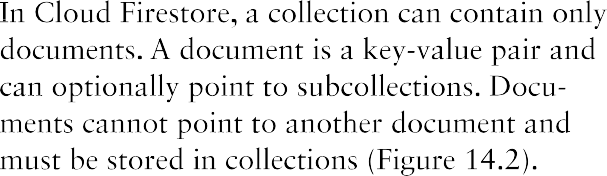 In Cloud Firestore, a collection can contain only
documents. A document is a key-value pair and
can optionally point to subcollections. Docu-
ments cannot point to another document and
must be stored in collections (Figure 14.2).